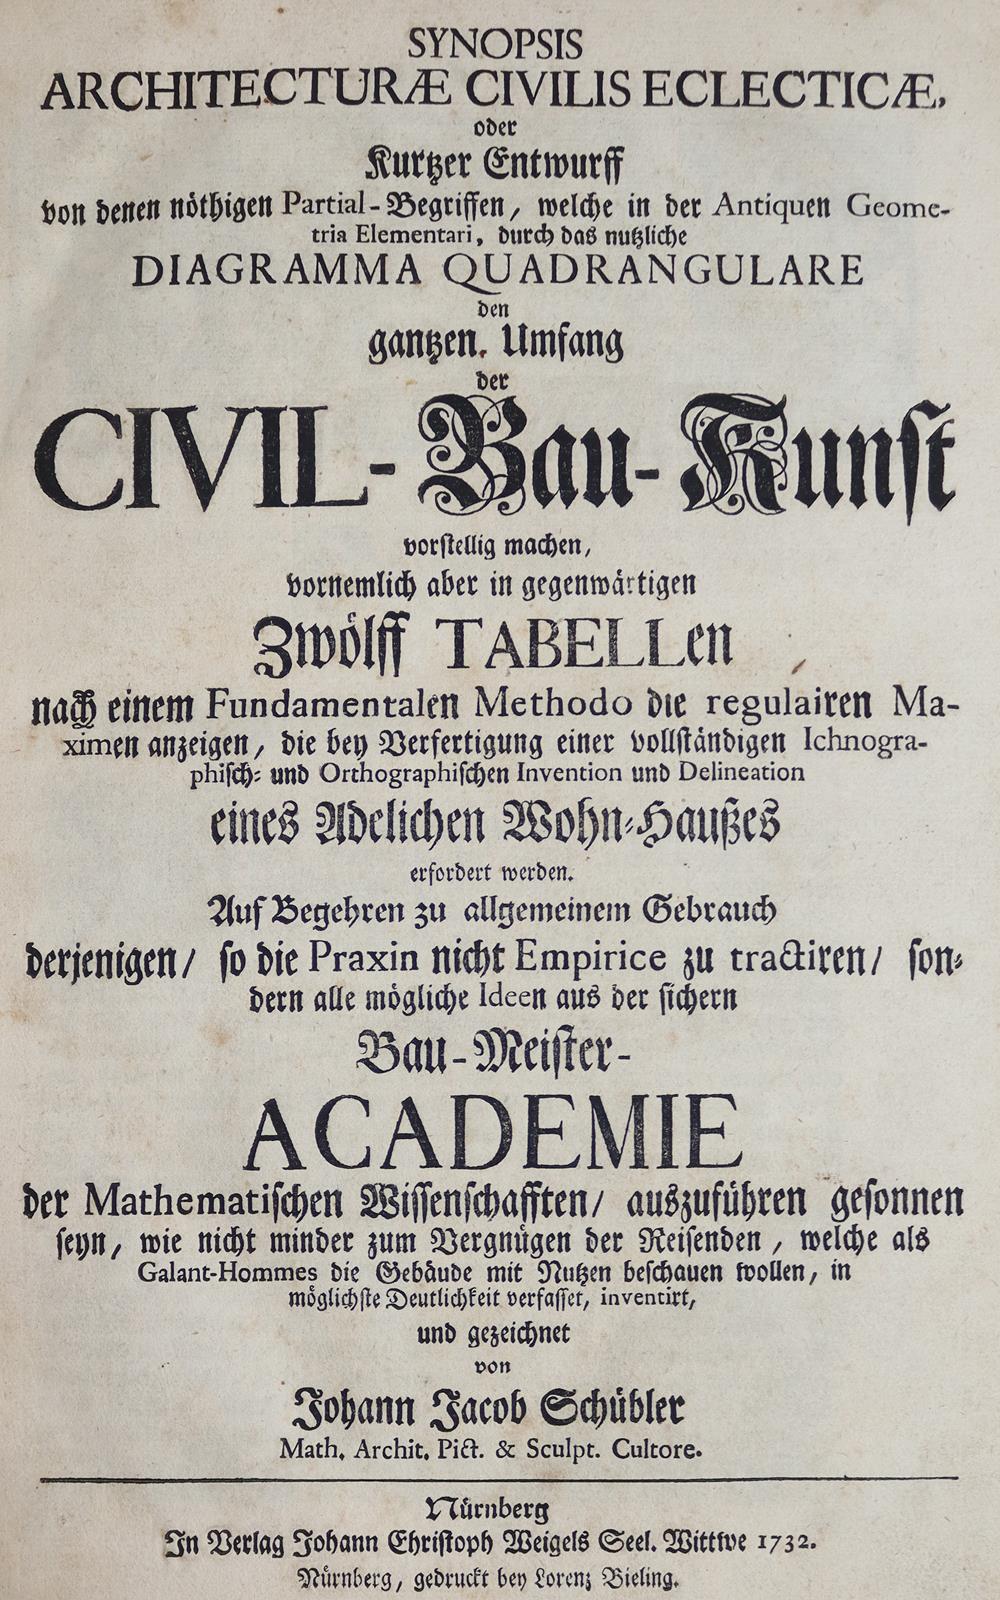 SYNOPSIS
ARCHITECTURÆ CIVILIS ECLECTICÆ,
oder
Kurtzer Entwurff
von denen nöthigen Partial-Begriffen, welche in der Antiquen Geome-
tria Elementari, durch das nutzliche
DIAGRAMMA QUADRANGULARE
den
gantzen. Umfang
der
CIVIL-Bau-Kunst
vorstellig machen,
vornemlich aber in gegenwärtigen
Zwölff TABELLen
nach einem Fundamentalen Methodo die regulairen Ma-
ximen anzeigen, die bey Verfertigung einer vollständigen Ichnogra-
phisch- und Orthographischen Invention und Delineation
eines Adelichen Wohn-Haußes
erfordert werden.
Auf Begehren zu allgemeinem Gebrauch
derjenigen/ so die Praxin nicht Empirice zu tractiren/ son-
dern alle mögliche Ideen aus der sichern
Bau-Meister-
ACADEMIE
der Mathematischen Wissenschafften/ auszuführen gesonnen
seyn, wie nicht minder zum Vergnügen der Reisenden, welche als
Galant-Hommes die Gebäude mit Nutzen beschauen wollen, in
möglichste Deutlichkeit verfasset, inventirt,
und gezeichnet
von
Johann Jacob Schübler
Math. Archit. Pict. & Sculpt. Cultore.
Nürnberg
In Verlag Johann Christoph Weigels Seel. Wittwe 1732.
Nürnberg, gedruckt bey Lorenz Bieling.